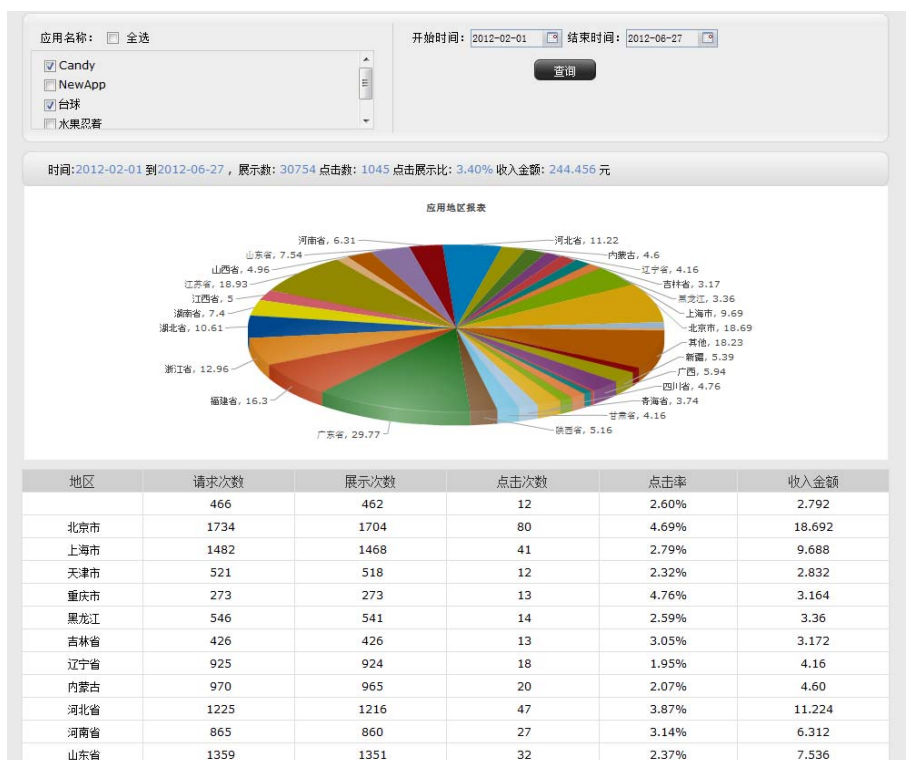 应用名称： 全选
开始时间： 2012-02-01 结束时间： 2012-06-27
Candy
NewApp
台球
水果忍者
查询
时间:2012-02-01 到2012-06-27 ，展示数: 30754 点击数: 1045 点击展示比: 3.40% 收入金额: 244.456 元
应用地区报表
河南省, 6.31
河北省, 11.22
山东省, 7.54
内蒙古, 4.6
山西省, 4.96
辽宁省, 4.16
江苏省, 18.93
吉林省, 3.17
江西省, 5
黑龙江, 3.36
湖南省, 7.4
上海市, 9.69
湖北省, 10.61
北京市, 18.69
其他, 18.23
新疆, 5.39
浙江省, 12.96
广西, 5.94
四川省, 4.76
福建省, 16.3
青海省, 3.74
甘肃省, 4.16
广东省, 29.77
陕西省, 5.16
地区 请求次数 展示次数 点击次数 点击率 收入金额
466 462 12 2.60% 2.792
北京市 1734 1704 80 4.69% 18.692
上海市 1482 1468 41 2.79% 9.688
天津市 521 518 12 2.32% 2.832
重庆市 273 273 13 4.76% 3.164
黑龙江 546 541 14 2.59% 3.36
吉林省 426 426 13 3.05% 3.172
辽宁省 925 924 18 1.95% 4.16
内蒙古 970 965 20 2.07% 4.60
河北省 1225 1216 47 3.87% 11.224
河南省 865 860 27 3.14% 6.312
山东省 1359 1351 32 2.37% 7.536